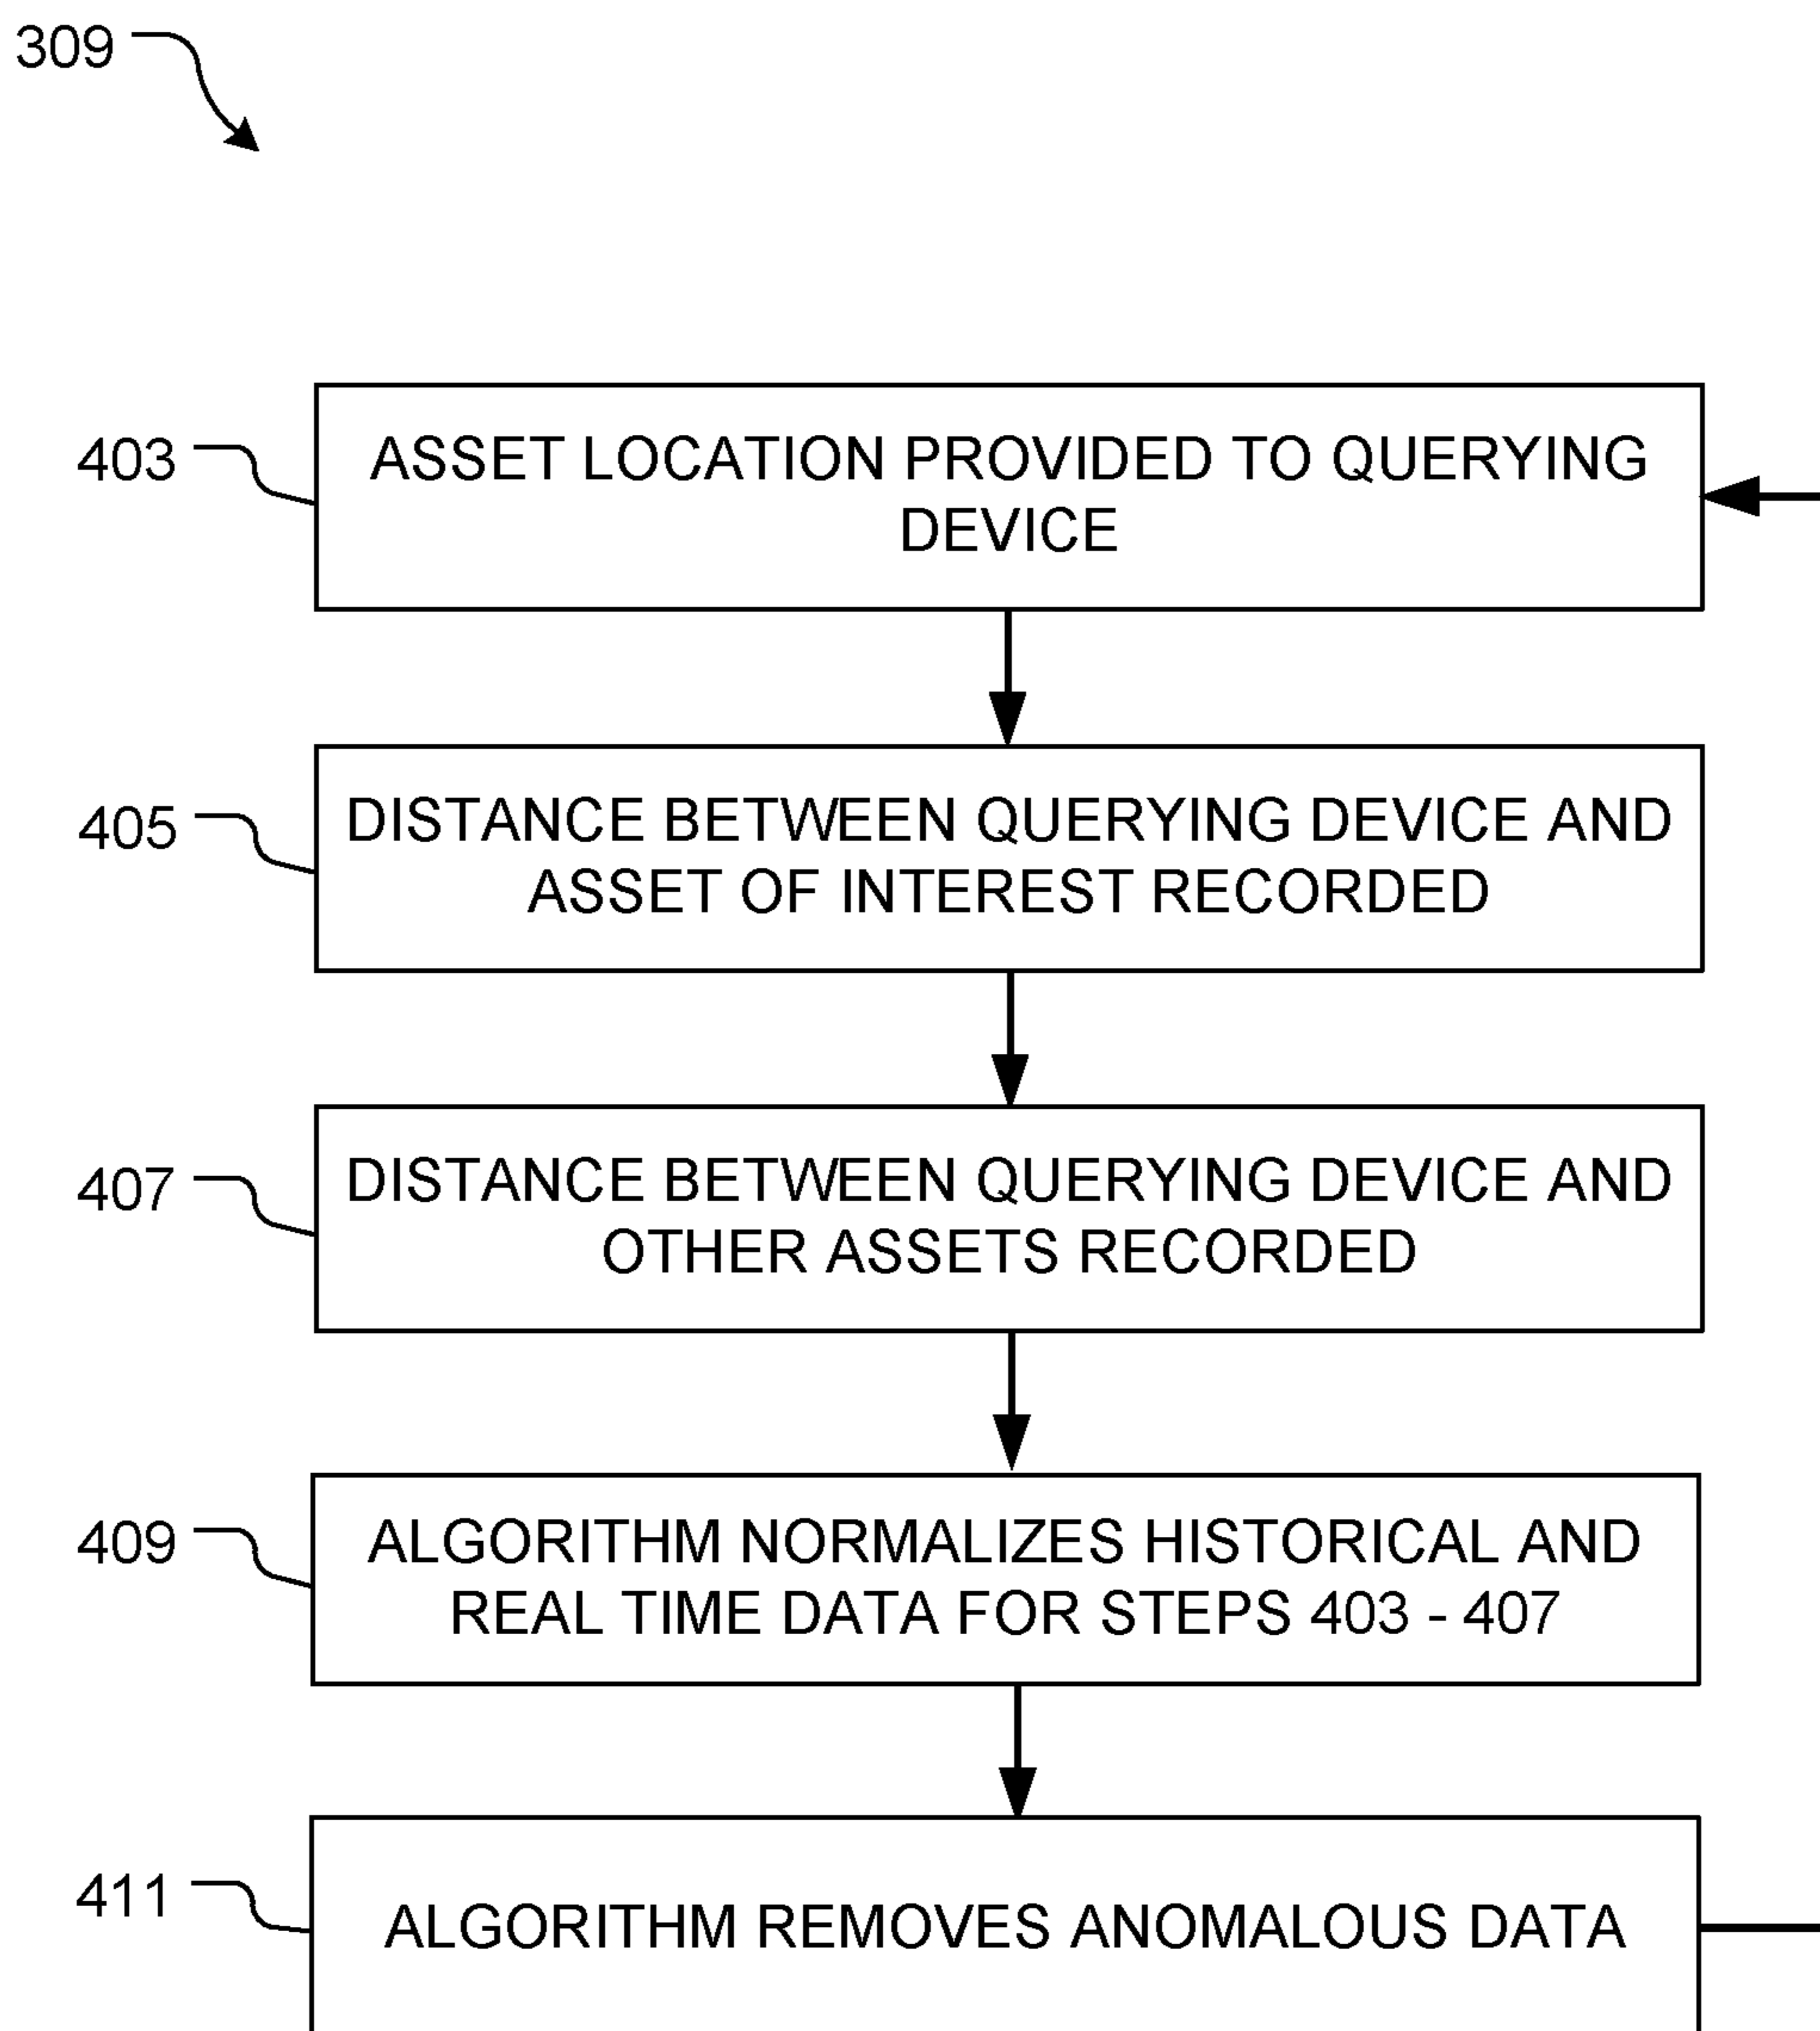 309
403
ASSET LOCATION PROVIDED TO QUERYING
DEVICE
405
DISTANCE BETWEEN QUERYING DEVICE AND
ASSET OF INTEREST RECORDED
407
DISTANCE BETWEEN QUERYING DEVICE AND
OTHER ASSETS RECORDED
409
ALGORITHM NORMALIZES HISTORICAL AND
REAL TIME DATA FOR STEPS 403 - 407
411
ALGORITHM REMOVES ANOMALOUS DATA